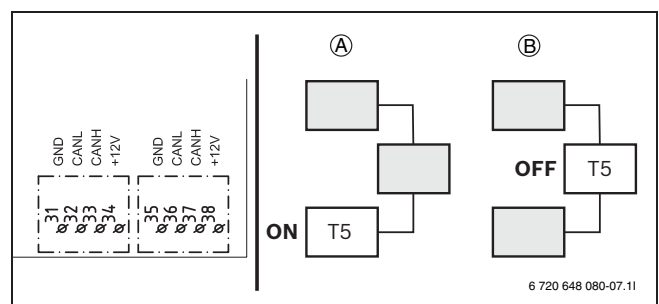 GND
CANL
CANH
+12V
GND
CANL
CANH
+12V
31
32
33
34
35
36
37
38
A
B
OFF T5
ON T5
6 720 648 080-07.1I